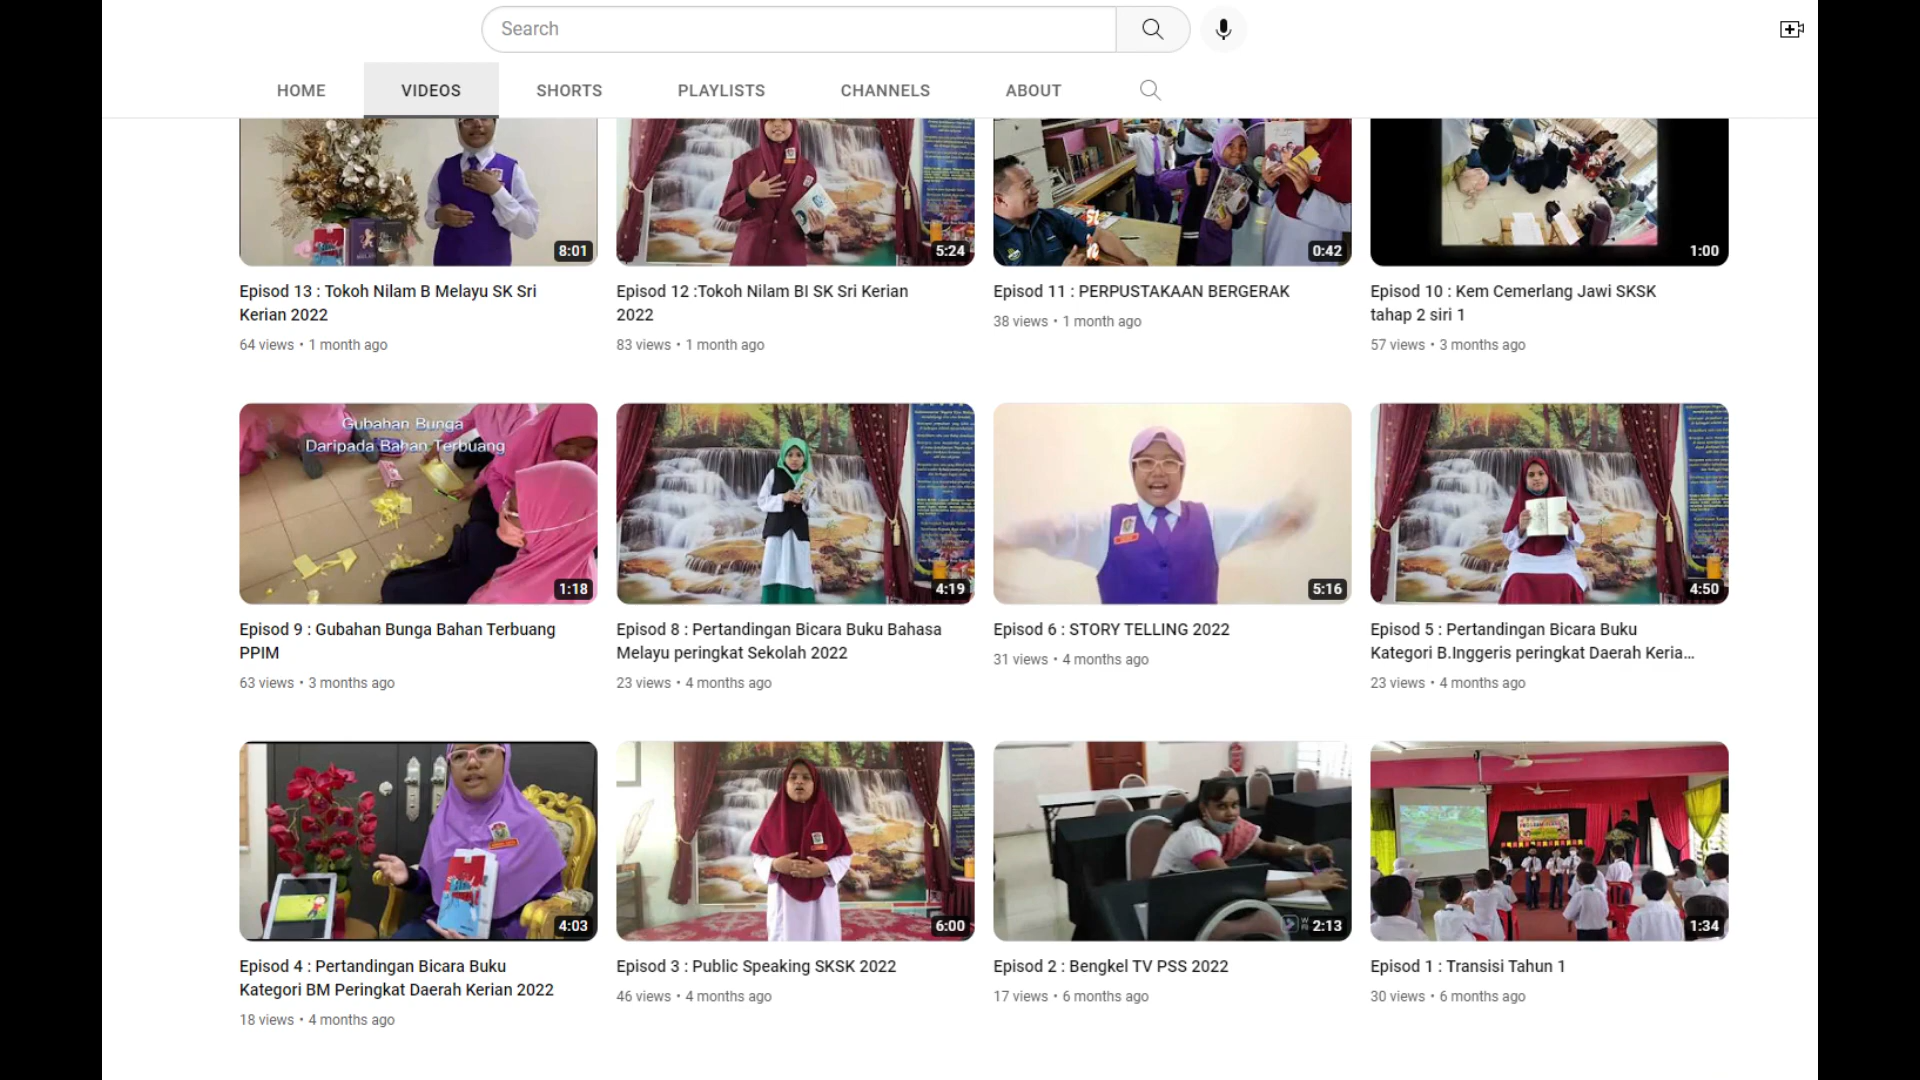 Search
HOME
VIDEOS
SHORTS
PLAYLISTS
CHANNELS
ABOUT
8:01
5:24
0:42
1:00
Episod 13 : Tokoh Nilam B Melayu SK Sri
Kerian 2022
64 views • 1 month ago
Episod 12 :Tokoh Nilam BI SK Sri Kerian
2022
83 views • 1 month ago
Episod 11 : PERPUSTAKAAN BERGERAK
38 views • 1 month ago
Episod 10 : Kem Cemerlang Jawi SKSK
tahap 2 siri 1
57 views • 3 months ago
Gubahan Bunga
Daripada Bahan Terbuang
1:18
4:19
5:16
4:50
Episod 9 : Gubahan Bunga Bahan Terbuang
PPIM
63 views • 3 months ago
Episod 8 : Pertandingan Bicara Buku Bahasa
Melayu peringkat Sekolah 2022
23 views • 4 months ago
Episod 6 : STORY TELLING 2022
31 views • 4 months ago
Episod 5 : Pertandingan Bicara Buku
Kategori B.Inggeris peringkat Daerah Keria...
23 views • 4 months ago
4:03
6:00
2:13
1:34
Episod 4 : Pertandingan Bicara Buku
Kategori BM Peringkat Daerah Kerian 2022
18 views • 4 months ago
Episod 3 : Public Speaking SKSK 2022
46 views • 4 months ago
Episod 2 : Bengkel TV PSS 2022
17 views • 6 months ago
Episod 1 : Transisi Tahun 1
30 views • 6 months ago